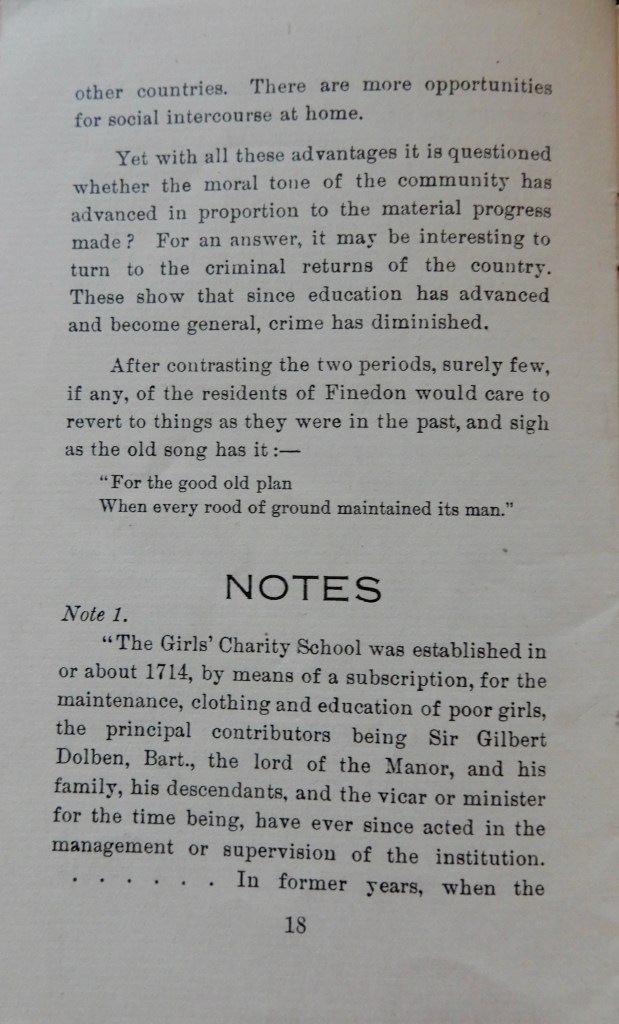 other countries. There are more opportunities
for social intercourse at home.
Yet with all these advantages it is questioned
whether the moral tone of the community has
advanced in proportion to the material progress
made? For an answer, it may be interesting to
turn to the criminal returns of the country.
These show that since education has advanced
and become general, crime has diminished.
After contrasting the two periods, surely few,
if any, of the residents of Finedon would care to
revert to things as they were in the past, and sigh
as the old song has it:—
"For the good old plan
When every rood of ground maintained its man."
NOTES
Note 1.
"The Girls' Charity School was established in
or about 1714, by means of a subscription, for the
maintenance, clothing and education of poor girls,
the principal contributors being Sir Gilbert
Dolben, Bart., the lord of the Manor, and his
family, his descendants, and the vicar or minister
for the time being, have ever since acted in the
management or supervision of the institution.
. . . . . . In former years, when the
18